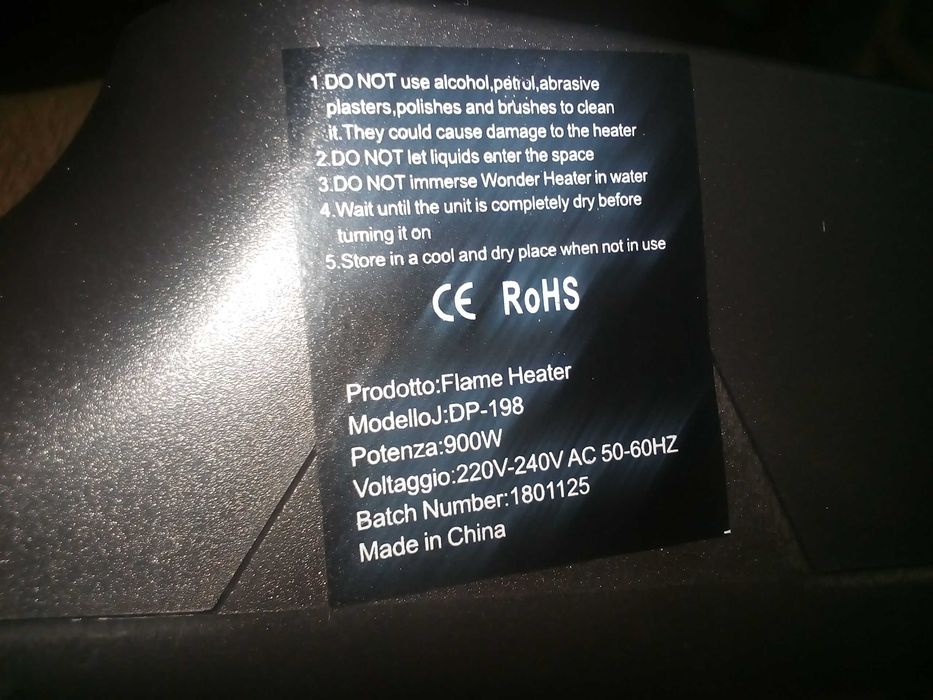 1.DO NOT use alcohol,petrol,abrasive
plasters,polishes and brushes to clean
it.They could cause damage to the heater
2.DO NOT let liquids enter the space
3.DO NOT immerse Wonder Heater in water
4.Wait until the unit is completely dry before
turning it on
5.Store in a cool and dry place when not in use
CE RoHS
Prodotto:Flame Heater
ModelloJ:DP-198
Potenza:900W
Voltaggio:220V-240V AC 50-60HZ
Batch Number:1801125
Made in China